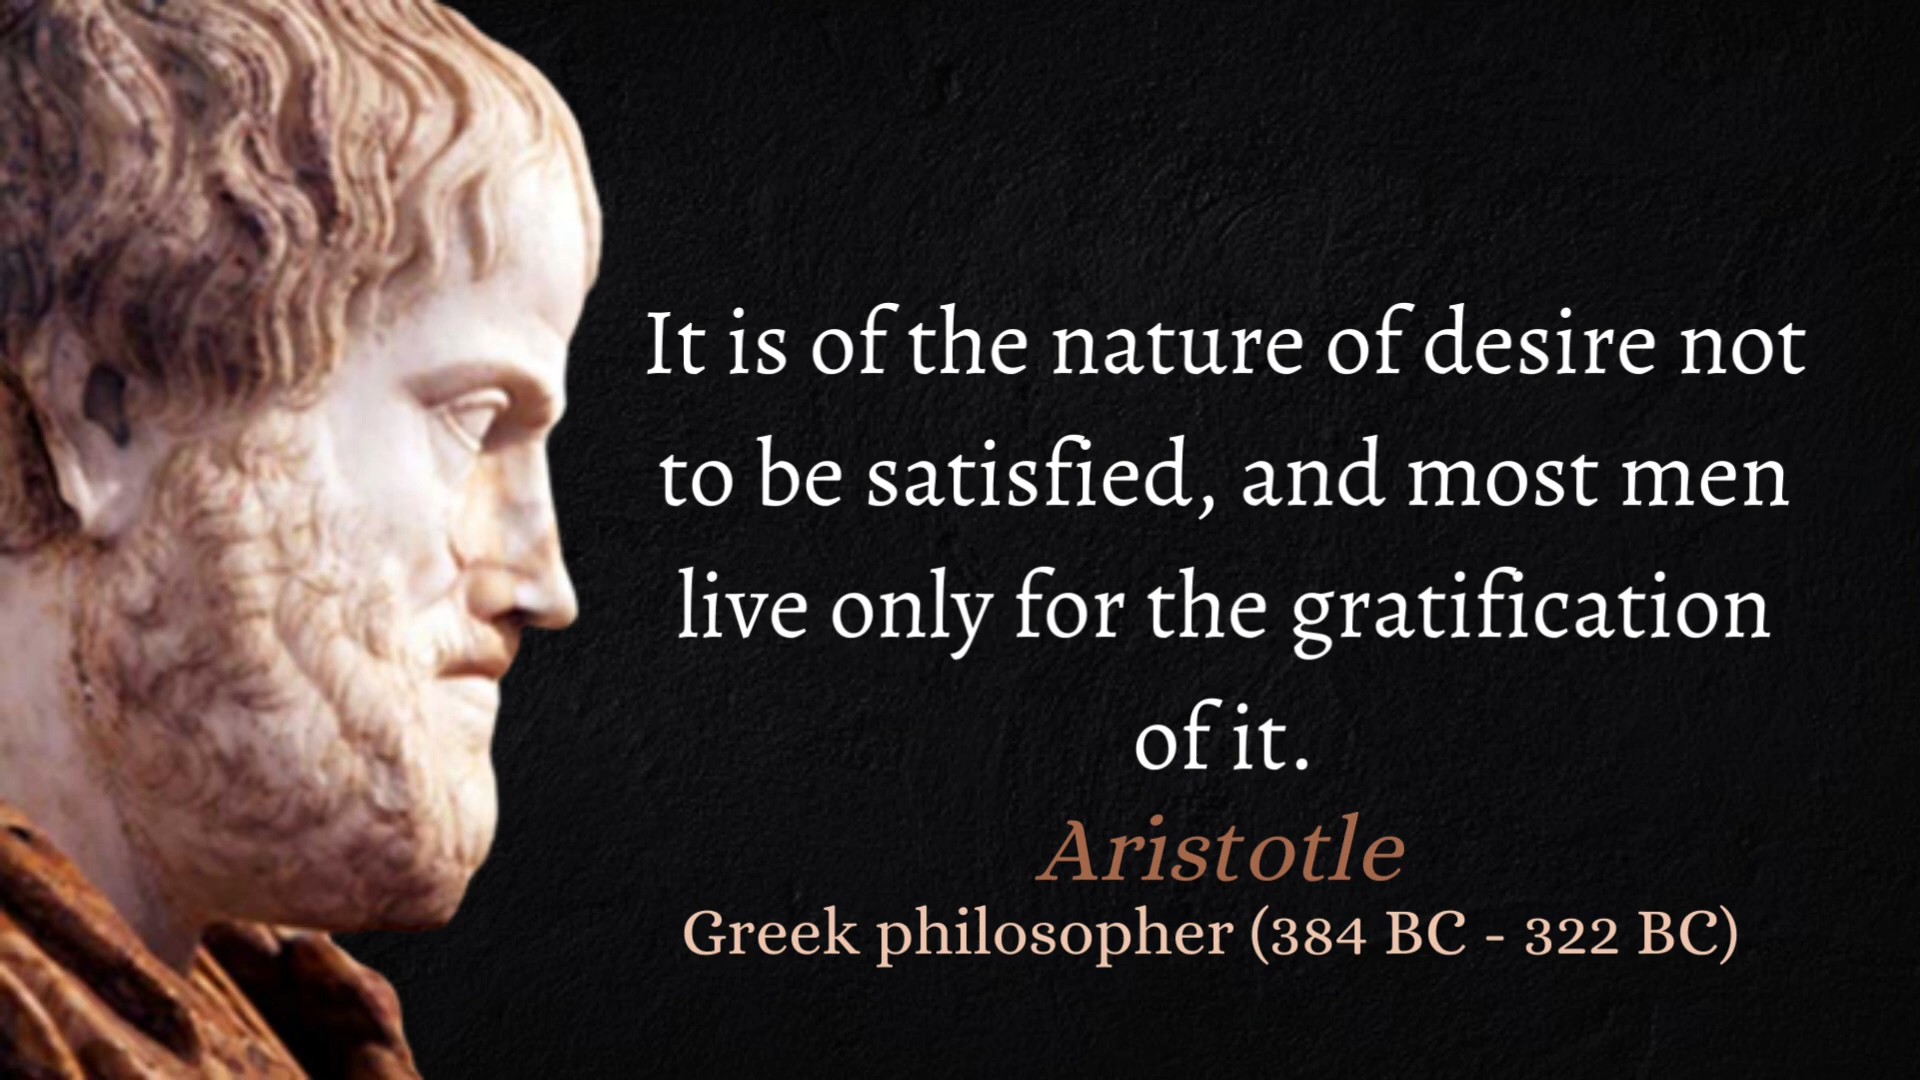 It is of the nature of desire not
to be satisfied, and most men
live only for the gratification
of it.
Aristotle
Greek philosopher (384 BC - 322 BC)